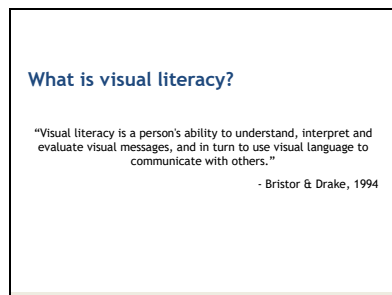 What is visual literacy?
“Visual literacy is a person's ability to understand, interpret and
evaluate visual messages, and in turn to use visual language to
communicate with others.”
- Bristor & Drake, 1994